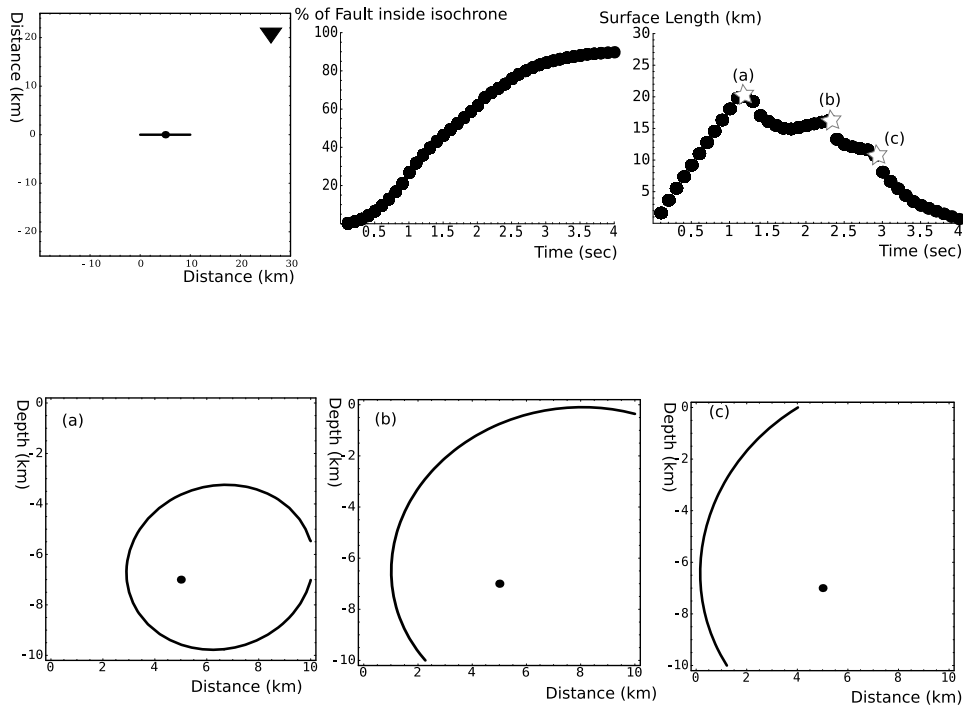 Distance (km)
20
10
0
- 10
- 20
- 10
0
10
20
30
Distance (km)
% of Fault inside isochrone
100
80
60
40
20
0.5 1 1.5 2 2.5 3 3.5 4
Time (sec)
Surface Length (km)
30
25
20
15
10
5
(a)
(b)
(c)
0.5 1 1.5 2 2.5 3 3.5 4
Time (sec)
Depth (km)
(a)
0
-2
-4
-6
-8
-10
0 2 4 6 8 10
Distance (km)
Depth (km)
(b)
0
-2
-4
-6
-8
-10
0 2 4 6 8 10
Distance (km)
Depth (km)
(c)
0
-2
-4
-6
-8
-10
0 2 4 6 8 10
Distance (km)